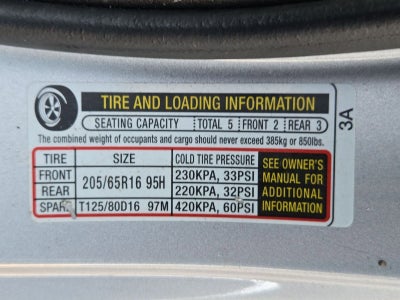 TIRE AND LOADING INFORMATION
SEATING CAPACITY TOTAL 5 FRONT 2 REAR 3
The combined weight of occupants and cargo should never exceed 385kg or 850lbs.
TIRE SIZE COLD TIRE PRESSURE SEE OWNER'S MANUAL FOR ADDITIONAL INFORMATION
FRONT 205/65R16 95H 230KPA, 33PSI
REAR 220KPA, 32PSI
SPARE T125/80D16 97M 420KPA, 60PSI
3A